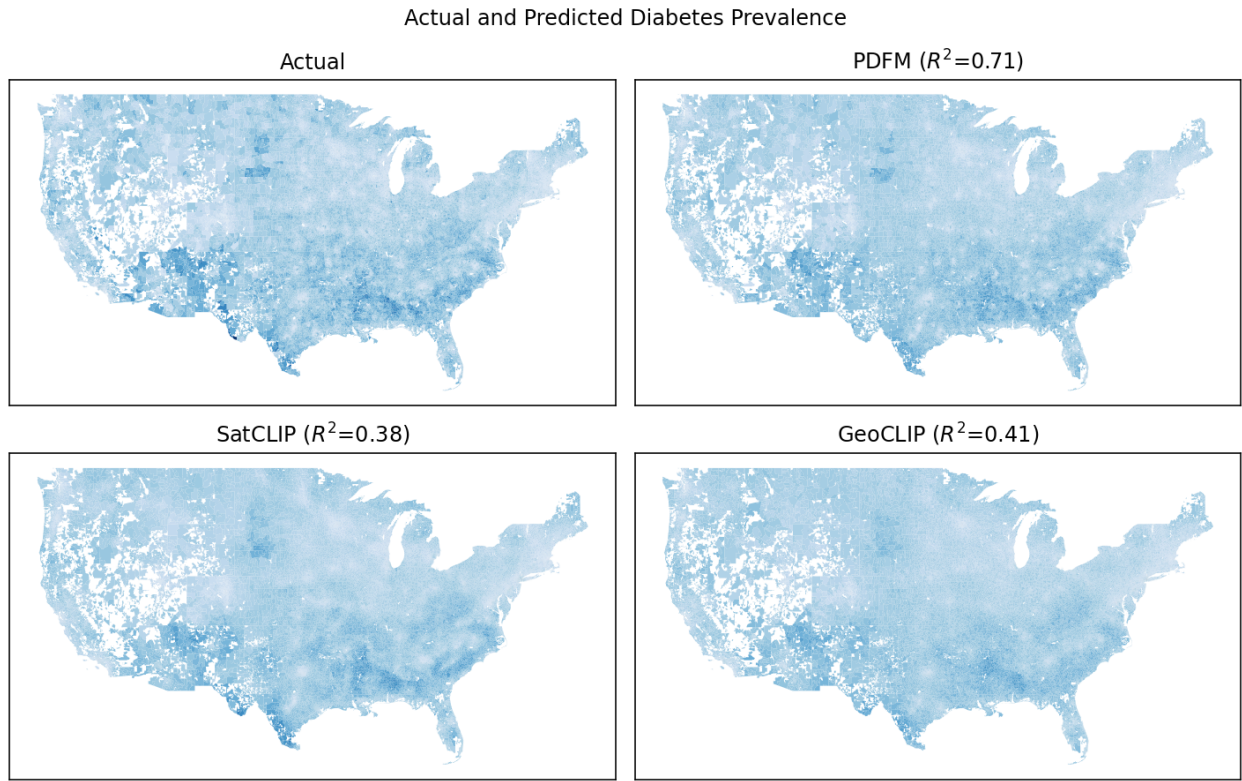 Actual and Predicted Diabetes Prevalence
Actual
PDFM (R²=0.71)
SatCLIP (R²=0.38)
GeoCLIP (R²=0.41)